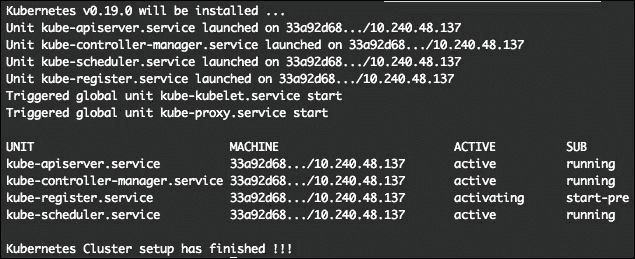 Kubernetes v0.19.0 will be installed ...
Unit kube-apiserver.service launched on 33a92d68.../10.240.48.137
Unit kube-controller-manager.service launched on 33a92d68.../10.240.48.137
Unit kube-scheduler.service launched on 33a92d68.../10.240.48.137
Unit kube-register.service launched on 33a92d68.../10.240.48.137
Triggered global unit kube-kubelet.service start
Triggered global unit kube-proxy.service start
UNIT MACHINE ACTIVE SUB
kube-apiserver.service 33a92d68.../10.240.48.137 active running
kube-controller-manager.service 33a92d68.../10.240.48.137 active running
kube-register.service 33a92d68.../10.240.48.137 activating start-pre
kube-scheduler.service 33a92d68.../10.240.48.137 active running
Kubernetes Cluster setup has finished !!!